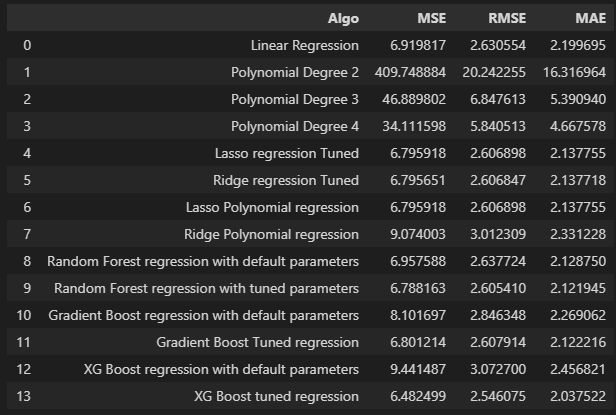 Algo MSE RMSE MAE
0 Linear Regression 6.919817 2.630554 2.199695
1 Polynomial Degree 2 409.748884 20.242255 16.316964
2 Polynomial Degree 3 46.889802 6.847613 5.390940
3 Polynomial Degree 4 34.111598 5.840513 4.667578
4 Lasso regression Tuned 6.795918 2.606898 2.137755
5 Ridge regression Tuned 6.795651 2.606847 2.137718
6 Lasso Polynomial regression 6.795918 2.606898 2.137755
7 Ridge Polynomial regression 9.074003 3.012309 2.331228
8 Random Forest regression with default parameters 6.957588 2.637724 2.128750
9 Random Forest regression with tuned parameters 6.788163 2.605410 2.121945
10 Gradient Boost regression with default parameters 8.101697 2.846348 2.269062
11 Gradient Boost Tuned regression 6.801214 2.607914 2.122216
12 XG Boost regression with default parameters 9.441487 3.072700 2.456821
13 XG Boost tuned regression 6.482499 2.546075 2.037522